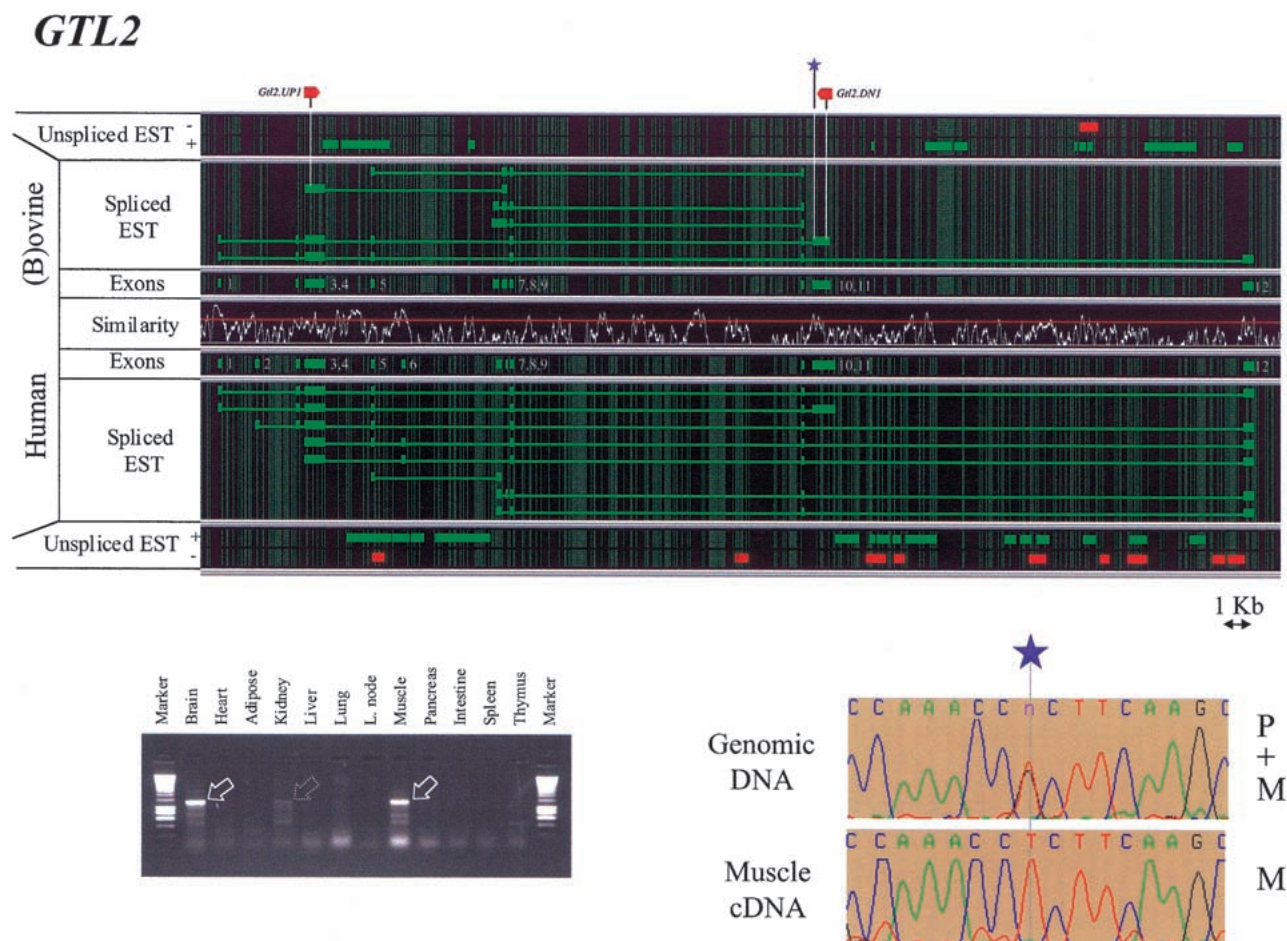 GTL2
Gtl2.UP1
Gtl2.DN1
Unspliced EST - +
(B)ovine
Spliced EST
Exons 1 3,4 5 7,8,9 10,11 12
Similarity
Exons 1 2 3,4 5 6 7,8,9 10,11 12
Human
Spliced EST
Unspliced EST + -
1 Kb
Marker Brain Heart Adipose Kidney Liver Lung L. node Muscle Pancreas Intestine Spleen Thymus Marker
Genomic DNA
C C A A A C C n C T T C A A G C
P + M
Muscle cDNA
C C A A A C C T C T T C A A G C
M